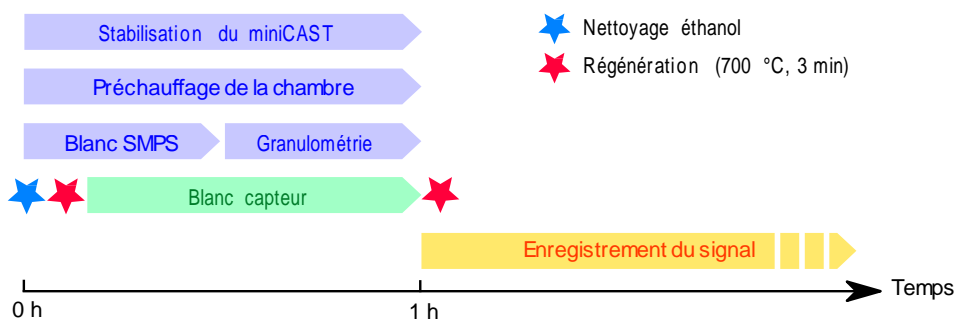 Stabilisation du miniCAST
Nettoyage éthanol
Régénération (700 °C, 3 min)
Préchauffage de la chambre
Blanc SMPS
Granulométrie
Blanc capteur
Enregistrement du signal
Temps
0 h
1 h